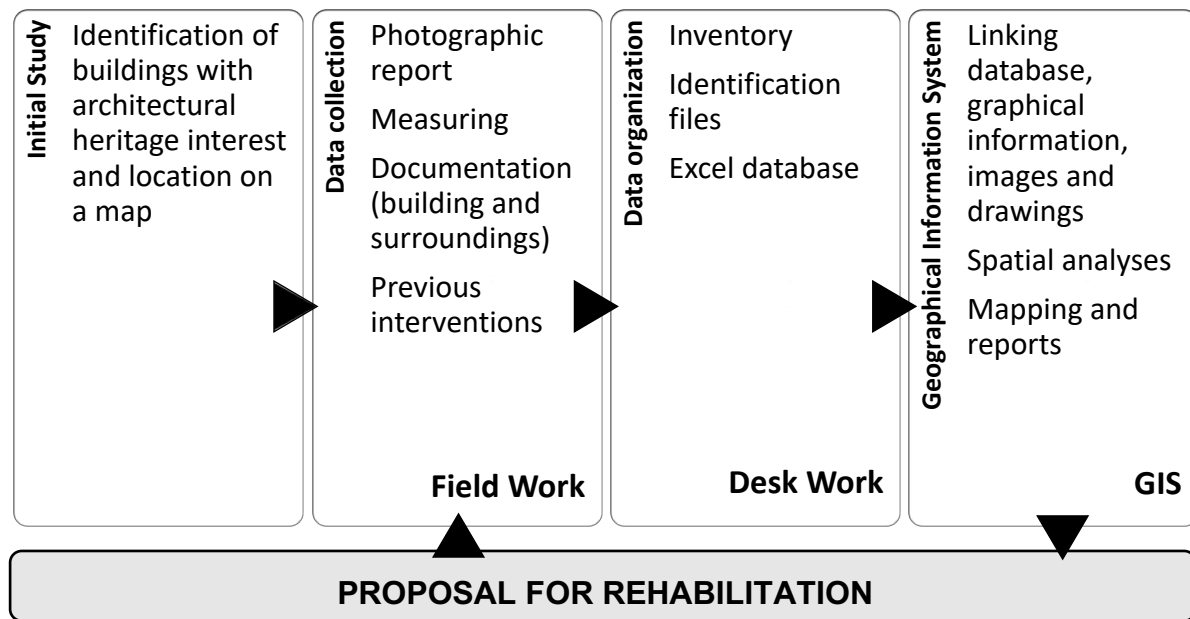 Initial Study
Identification of
buildings with
architectural
heritage interest
and location on
a map
Data collection
Photographic
report
Measuring
Documentation
(building and
surroundings)
Previous
interventions
Field Work
Data organization
Inventory
Identification
files
Excel database
Desk Work
Geographical Information System
Linking
database,
graphical
information,
images and
drawings
Spatial analyses
Mapping and
reports
GIS
PROPOSAL FOR REHABILITATION